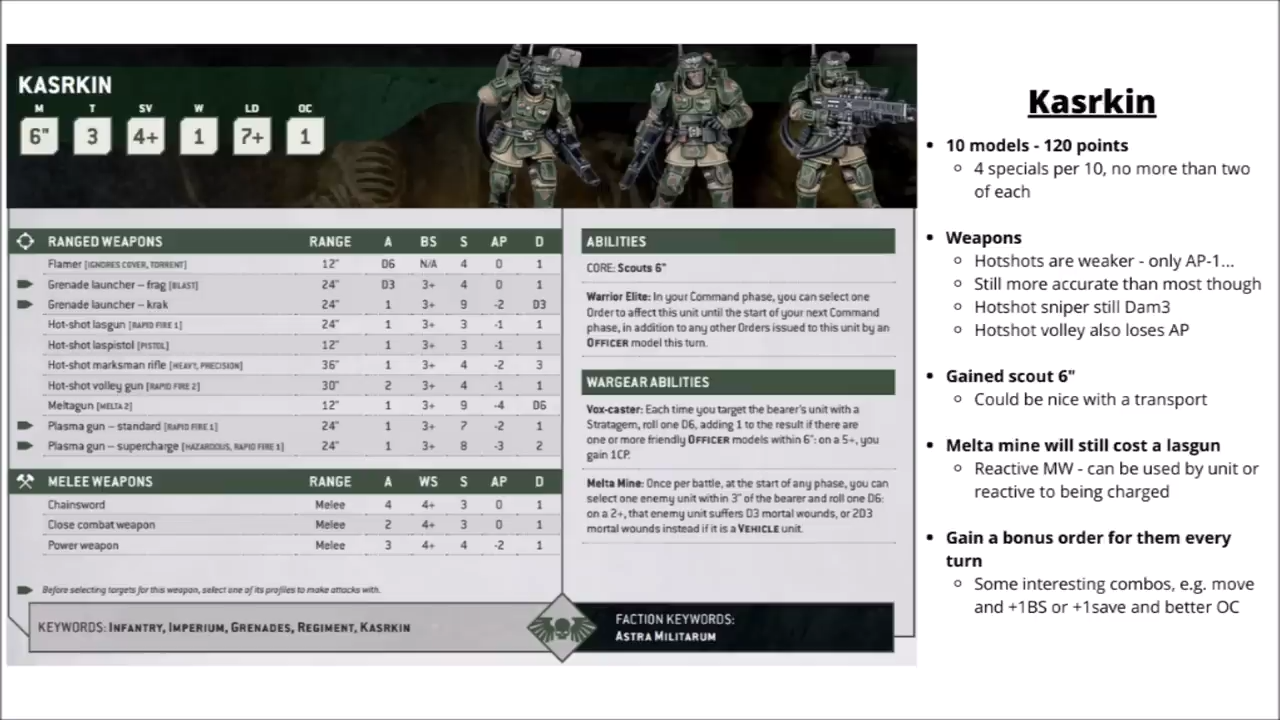 KASRKIN
M T SV W LD OC
6" 3 4+ 1 7+ 1
RANGED WEAPONS RANGE A BS S AP D
Flamer [IGNORES COVER, TORRENT] 12" D6 N/A 4 0 1
Grenade launcher – frag [BLAST] 24" D3 3+ 4 0 1
Grenade launcher – krak 24" 1 3+ 9 -2 D3
Hot-shot lasgun [RAPID FIRE 1] 24" 1 3+ 3 -1 1
Hot-shot laspistol [PISTOL] 12" 1 3+ 3 -1 1
Hot-shot marksman rifle [HEAVY, PRECISION] 36" 1 3+ 4 -2 3
Hot-shot volley gun [RAPID FIRE 2] 30" 2 3+ 4 -1 1
Meltagun [MELTA 2] 12" 1 3+ 9 -4 D6
Plasma gun – standard [RAPID FIRE 1] 24" 1 3+ 7 -2 1
Plasma gun – supercharge [HAZARDOUS, RAPID FIRE 1] 24" 1 3+ 8 -3 2
MELEE WEAPONS RANGE A WS S AP D
Chainsword Melee 4 4+ 3 0 1
Close combat weapon Melee 2 4+ 3 0 1
Power weapon Melee 3 4+ 4 -2 1
Before selecting targets for this weapon, select one of its profiles to make attacks with.
KEYWORDS: INFANTRY, IMPERIUM, GRENADES, REGIMENT, KASRKIN
ABILITIES
CORE: Scouts 6"
Warrior Elite: In your Command phase, you can select one
Order to affect this unit until the start of your next Command
phase, in addition to any other Orders issued to this unit by an
OFFICER model this turn.
WARGEAR ABILITIES
Vox-caster: Each time you target the bearer's unit with a
Stratagem, roll one D6, adding 1 to the result if there are
one or more friendly OFFICER models within 6": on a 5+, you
gain 1CP.
Melta Mine: Once per battle, at the start of any phase, you can
select one enemy unit within 3" of the bearer and roll one D6:
on a 2+, that enemy unit suffers D3 mortal wounds, or 2D3
mortal wounds instead if it is a VEHICLE unit.
FACTION KEYWORDS:
ASTRA MILITARUM
Kasrkin
• 10 models - 120 points
○ 4 specials per 10, no more than two
of each
• Weapons
○ Hotshots are weaker - only AP-1...
○ Still more accurate than most though
○ Hotshot sniper still Dam3
○ Hotshot volley also loses AP
• Gained scout 6"
○ Could be nice with a transport
• Melta mine will still cost a lasgun
○ Reactive MW - can be used by unit or
reactive to being charged
• Gain a bonus order for them every
turn
○ Some interesting combos, e.g. move
and +1BS or +1save and better OC